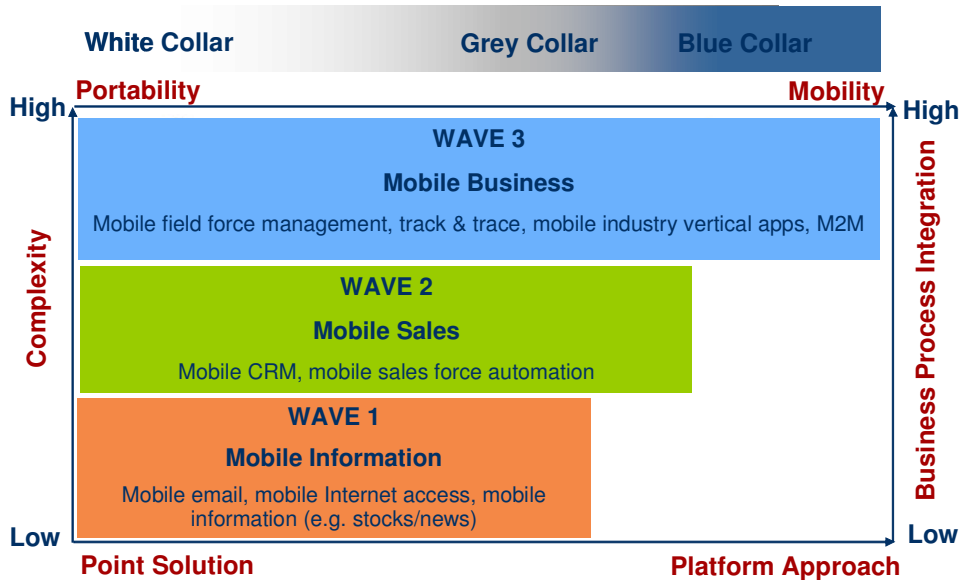 White Collar Grey Collar Blue Collar
Portability Mobility
High High
WAVE 3
Mobile Business
Mobile field force management, track & trace, mobile industry vertical apps, M2M
Complexity
Business Process Integration
WAVE 2
Mobile Sales
Mobile CRM, mobile sales force automation
WAVE 1
Mobile Information
Mobile email, mobile Internet access, mobile
information (e.g. stocks/news)
Low Low
Point Solution Platform Approach